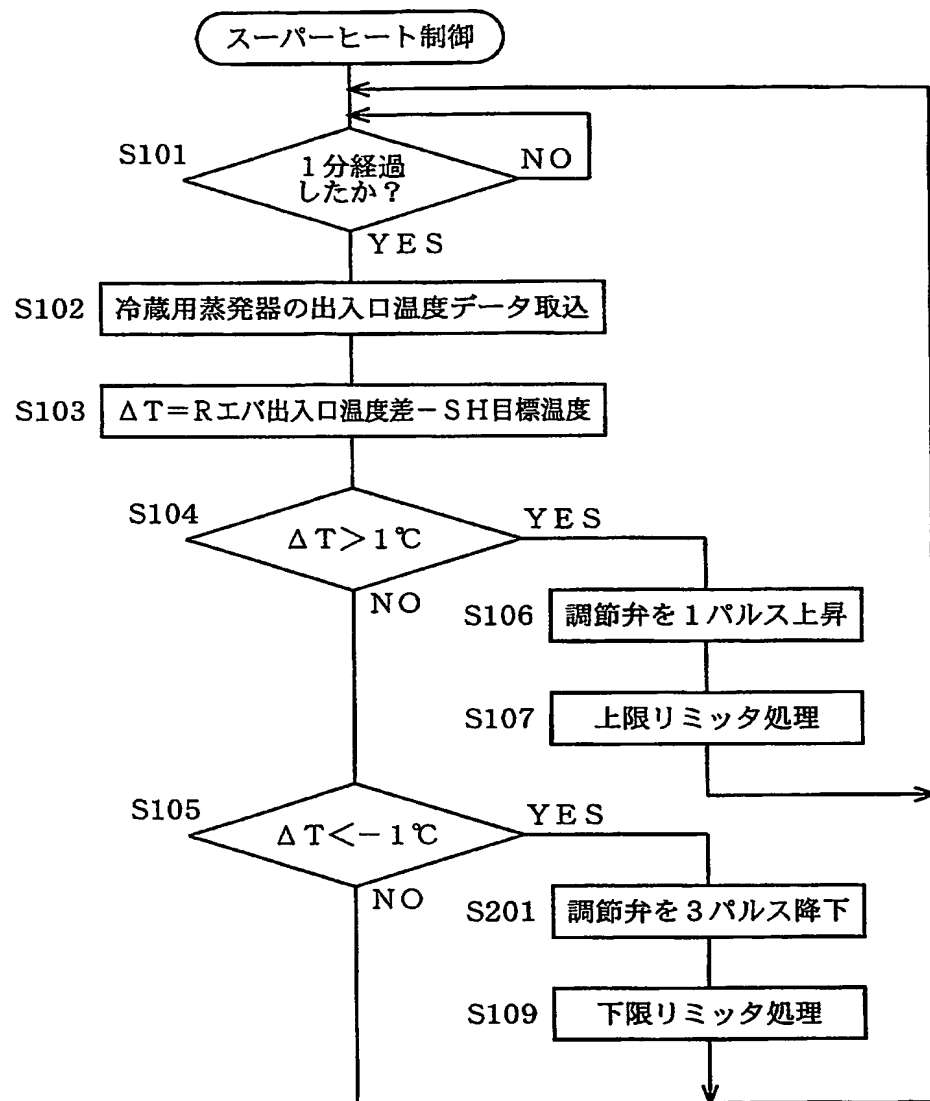 スーパーヒート制御
S101
１分経過
したか？
ＮＯ
ＹＥＳ
S102
冷蔵用蒸発器の出入口温度データ取込
S103
ΔＴ＝Ｒエバ出入口温度差－ＳＨ目標温度
S104
ΔＴ＞１℃
ＹＥＳ
ＮＯ
S106
調節弁を１パルス上昇
S107
上限リミッタ処理
S105
ΔＴ＜－１℃
ＹＥＳ
ＮＯ
S201
調節弁を３パルス降下
S109
下限リミッタ処理